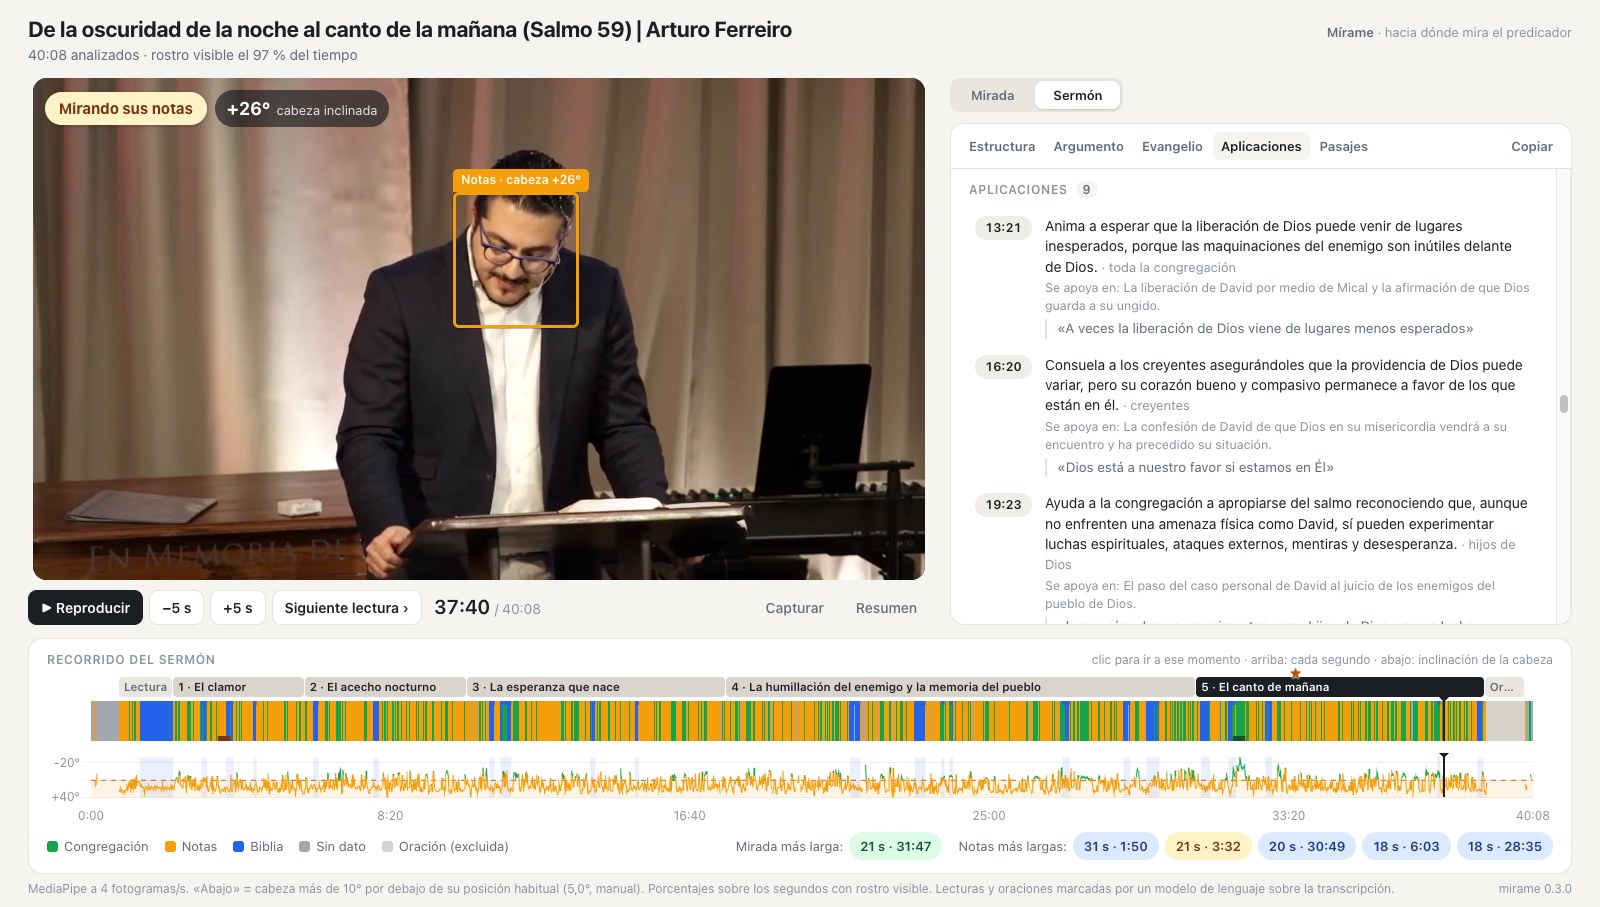 De la oscuridad de la noche al canto de la mañana (Salmo 59) | Arturo Ferreiro
40:08 analizados · rostro visible el 97 % del tiempo
Mírame · hacia dónde mira el predicador
Mirando sus notas
+26° cabeza inclinada
Notas · cabeza +26°
EN MEMORIA DE
Reproducir
−5 s
+5 s
Siguiente lectura ›
37:40 / 40:08
Capturar
Resumen
Mirada
Sermón
Estructura
Argumento
Evangelio
Aplicaciones
Pasajes
Copiar
APLICACIONES 9
13:21
Anima a esperar que la liberación de Dios puede venir de lugares
inesperados, porque las maquinaciones del enemigo son inútiles delante
de Dios. · toda la congregación
Se apoya en: La liberación de David por medio de Mical y la afirmación de que Dios
guarda a su ungido.
«A veces la liberación de Dios viene de lugares menos esperados»
16:20
Consuela a los creyentes asegurándoles que la providencia de Dios puede
variar, pero su corazón bueno y compasivo permanece a favor de los que
están en él. · creyentes
Se apoya en: La confesión de David de que Dios en su misericordia vendrá a su
encuentro y ha precedido su situación.
«Dios está a nuestro favor si estamos en Él»
19:23
Ayuda a la congregación a apropiarse del salmo reconociendo que, aunque
no enfrenten una amenaza física como David, sí pueden experimentar
luchas espirituales, ataques externos, mentiras y desesperanza. · hijos de
Dios
Se apoya en: El paso del caso personal de David al juicio de los enemigos del
pueblo de Dios.
RECORRIDO DEL SERMÓN
clic para ir a ese momento · arriba: cada segundo · abajo: inclinación de la cabeza
Lectura
1 · El clamor
2 · El acecho nocturno
3 · La esperanza que nace
4 · La humillación del enemigo y la memoria del pueblo
5 · El canto de mañana
Or…
-20°
+40°
0:00
8:20
16:40
25:00
33:20
40:08
Congregación
Notas
Biblia
Sin dato
Oración (excluida)
Mirada más larga:
21 s · 31:47
Notas más largas:
31 s · 1:50
21 s · 3:32
20 s · 30:49
18 s · 6:03
18 s · 28:35
MediaPipe a 4 fotogramas/s. «Abajo» = cabeza más de 10° por debajo de su posición habitual (5,0°, manual). Porcentajes sobre los segundos con rostro visible. Lecturas y oraciones marcadas por un modelo de lenguaje sobre la transcripción.
mirame 0.3.0